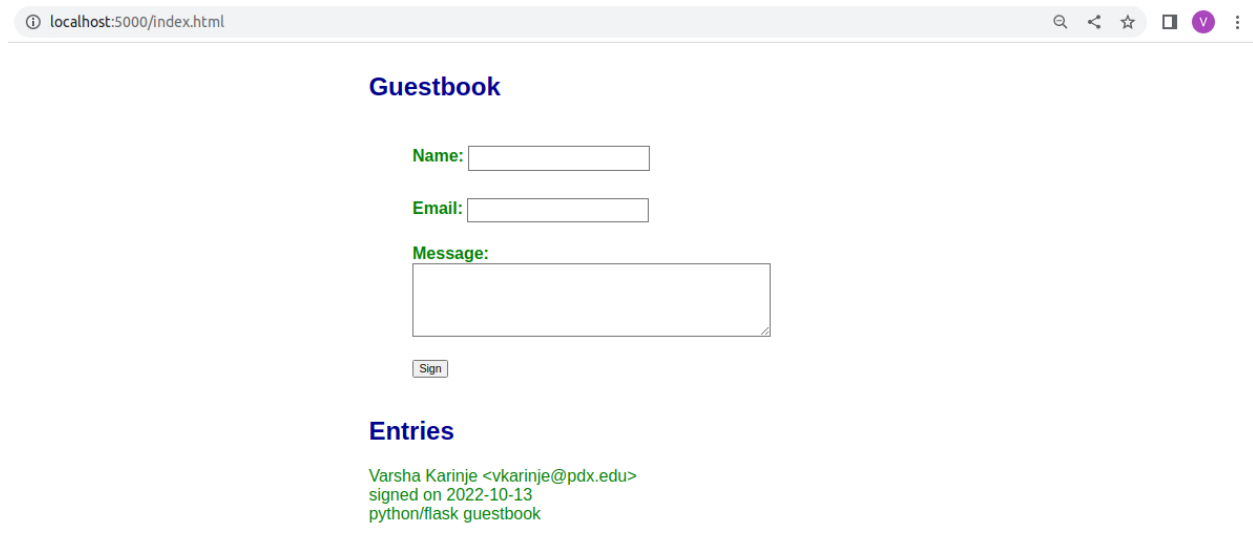 localhost:5000/index.html
V
Guestbook
Name:
Email:
Message:
Sign
Entries
Varsha Karinje <vkarinje@pdx.edu>
signed on 2022-10-13
python/flask guestbook